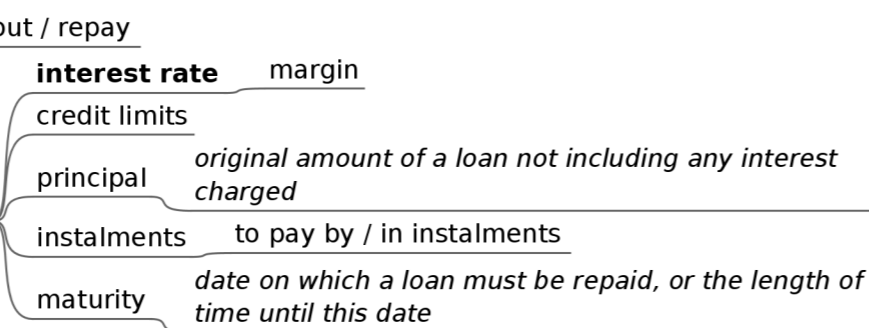 / repay
interest rate
margin
credit limits
principal
original amount of a loan not including any interest
charged
instalments
to pay by / in instalments
maturity
date on which a loan must be repaid, or the length of
time until this date